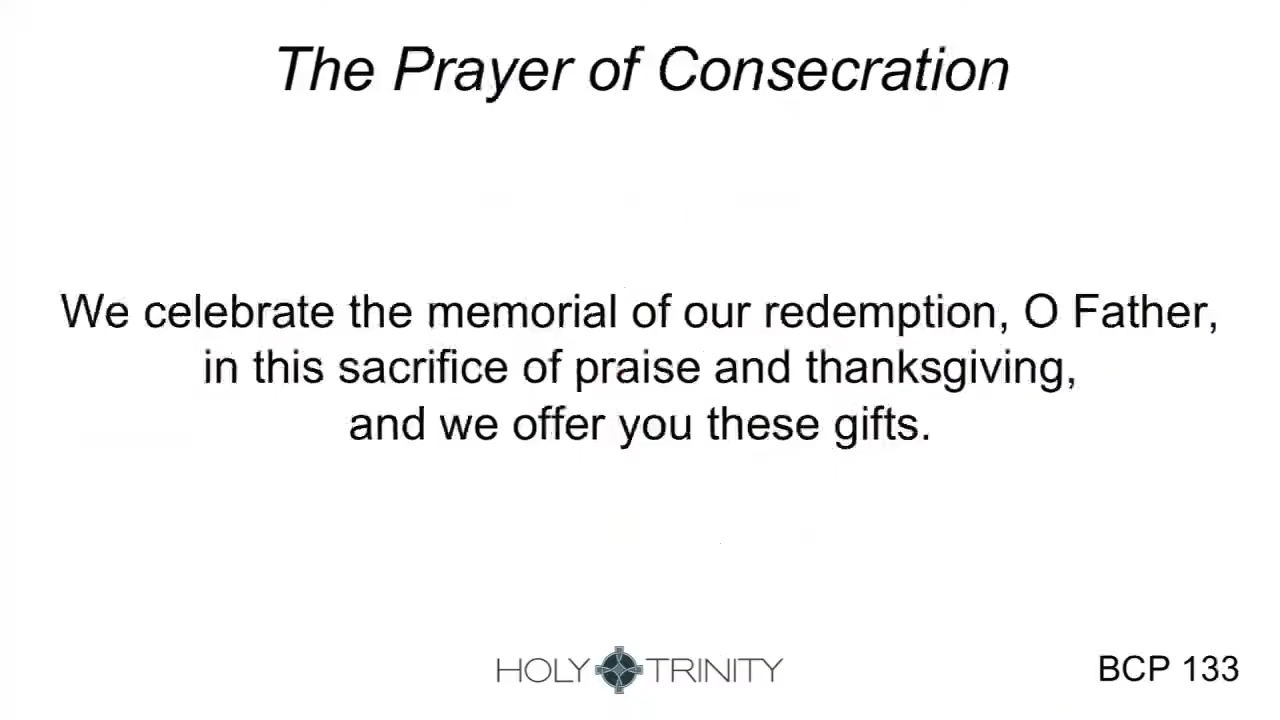 The Prayer of Consecration
We celebrate the memorial of our redemption, O Father,
in this sacrifice of praise and thanksgiving,
and we offer you these gifts.
HOLY TRINITY
BCP 133